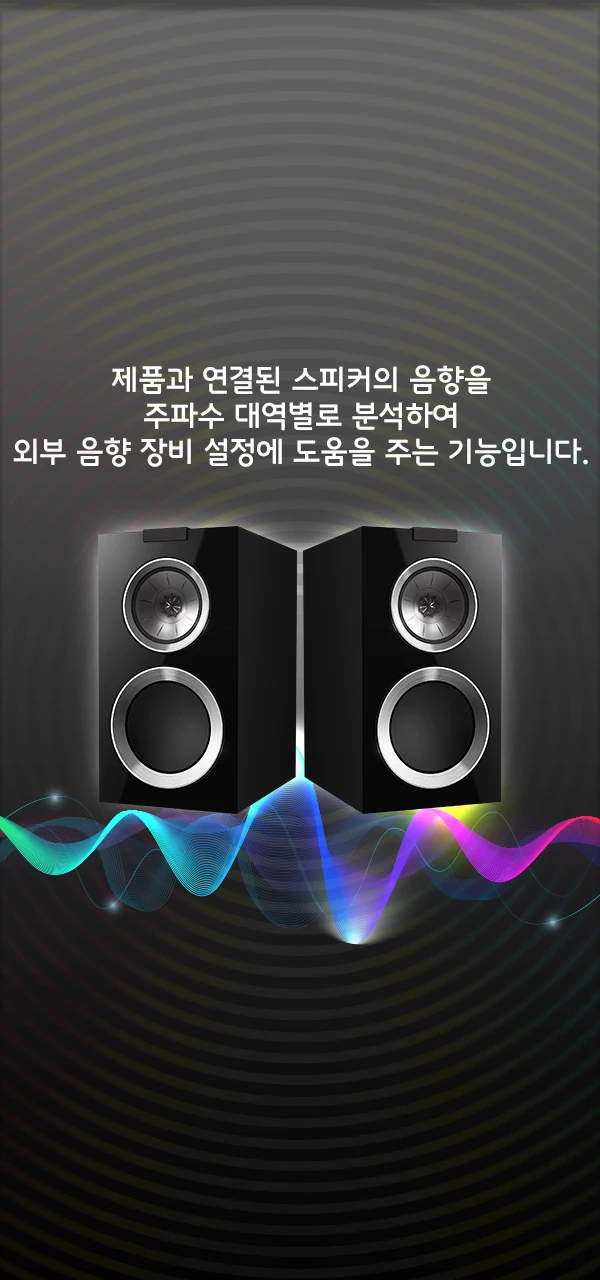 제품과 연결된 스피커의 음향을
주파수 대역별로 분석하여
외부 음향 장비 설정에 도움을 주는 기능입니다.